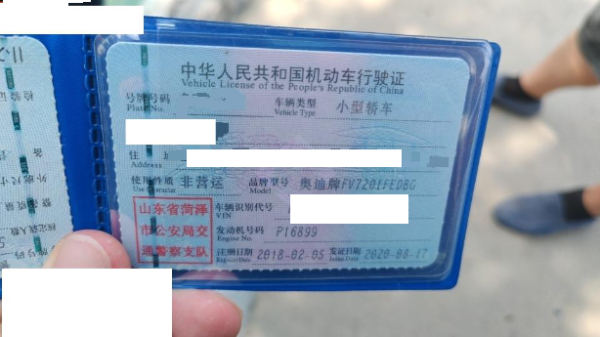 中华人民共和国机动车行驶证
Vehicle License of the People's Republic of China
号牌号码
Plate No.
车辆类型 小型轿车
Vehicle Type
住
Address
使用性质 非营运 品牌型号 奥迪牌FV7201FEDBG
Use Character Model
山东省菏泽
市公安局交
通警察支队
车辆识别代号
VIN
发动机号码 P16899
Engine No.
注册日期 2018-02-05 发证日期 2020-08-17
Register Date Issue Date